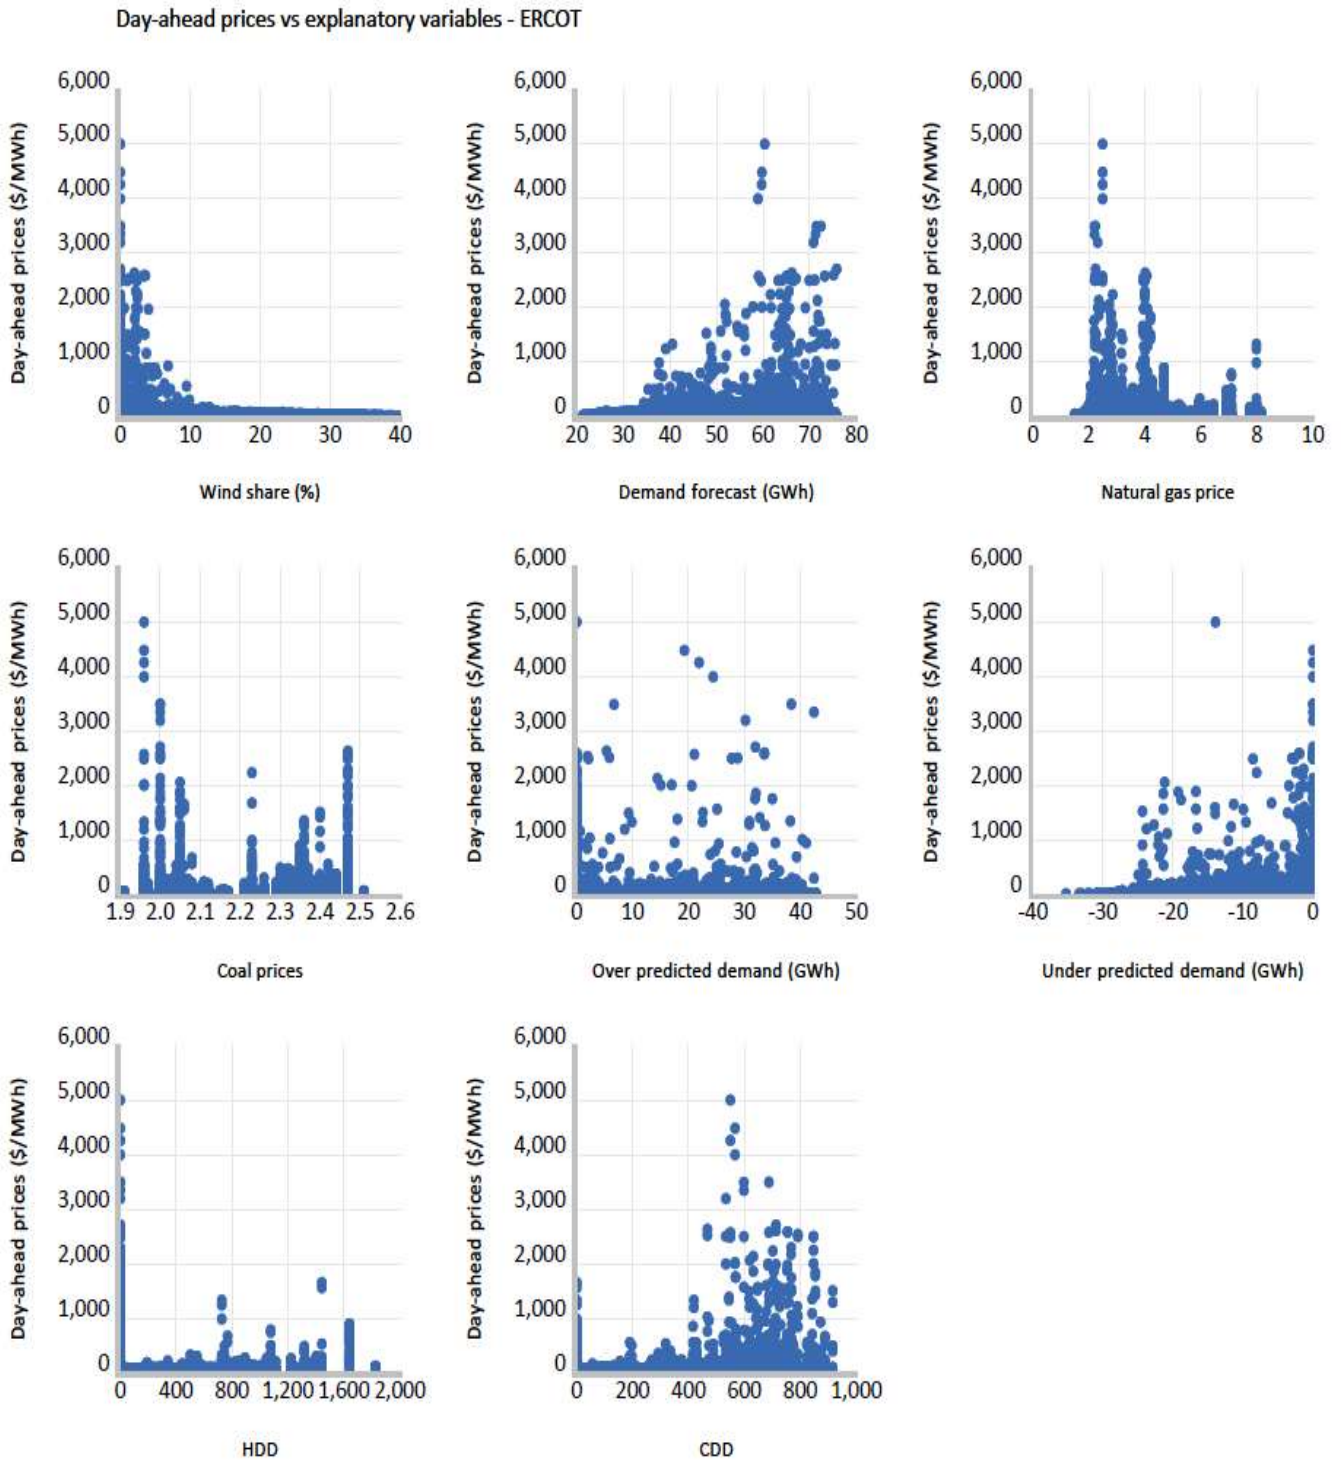 Day-ahead prices vs explanatory variables - ERCOT
Day-ahead prices ($/MWh)
6,000
5,000
4,000
3,000
2,000
1,000
0
0 10 20 30 40
Wind share (%)
Day-ahead prices ($/MWh)
6,000
5,000
4,000
3,000
2,000
1,000
0
20 30 40 50 60 70 80
Demand forecast (GWh)
Day-ahead prices ($/MWh)
6,000
5,000
4,000
3,000
2,000
1,000
0
0 2 4 6 8 10
Natural gas price
Day-ahead prices ($/MWh)
6,000
5,000
4,000
3,000
2,000
1,000
0
1.9 2.0 2.1 2.2 2.3 2.4 2.5 2.6
Coal prices
Day-ahead prices ($/MWh)
6,000
5,000
4,000
3,000
2,000
1,000
0
0 10 20 30 40 50
Over predicted demand (GWh)
Day-ahead prices ($/MWh)
6,000
5,000
4,000
3,000
2,000
1,000
0
-40 -30 -20 -10 0
Under predicted demand (GWh)
Day-ahead prices ($/MWh)
6,000
5,000
4,000
3,000
2,000
1,000
0
0 400 800 1,200 1,600 2,000
HDD
Day-ahead prices ($/MWh)
6,000
5,000
4,000
3,000
2,000
1,000
0
0 200 400 600 800 1,000
CDD